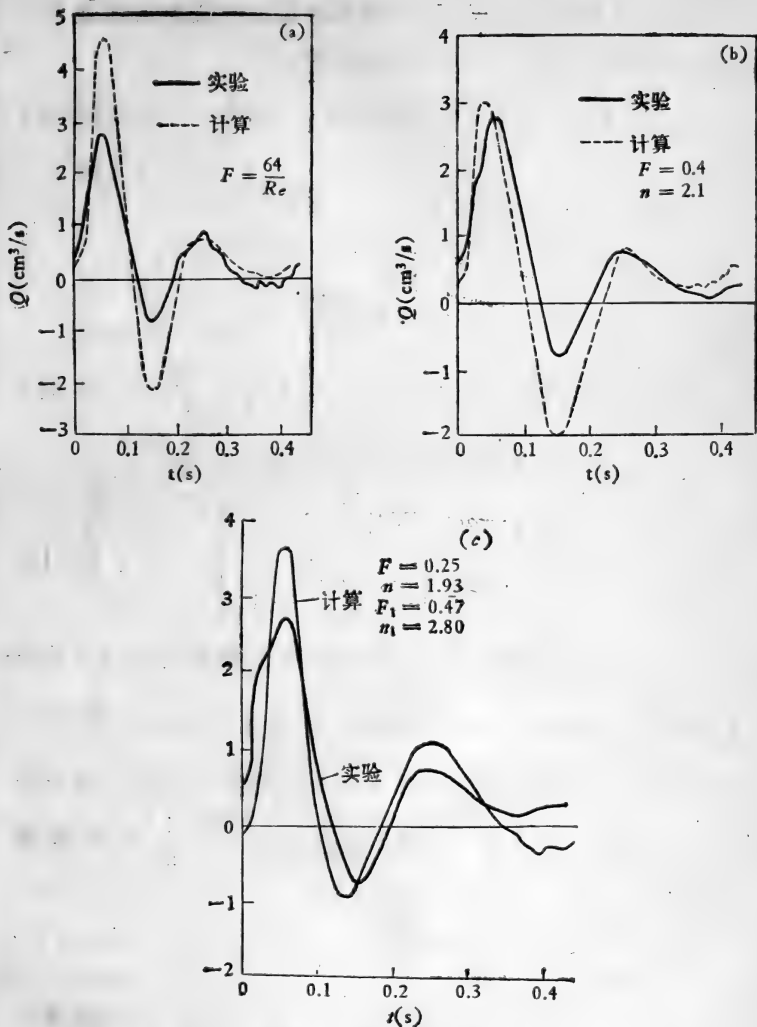 (a)
5
4
3
2
1
0
−1
−2
−3
Q(cm³/s)
实验
计算
F = 64/Re
0 0.1 0.2 0.3 0.4
t(s)
(b)
4
3
2
1
0
−1
−2
Q(cm³/s)
实验
计算
F = 0.4
n = 2.1
0 0.1 0.2 0.3 0.4
t(s)
(c)
4
3
2
1
0
−1
−2
计算
F = 0.25
n = 1.93
F₁ = 0.47
n₁ = 2.80
实验
0 0.1 0.2 0.3 0.4
t(s)